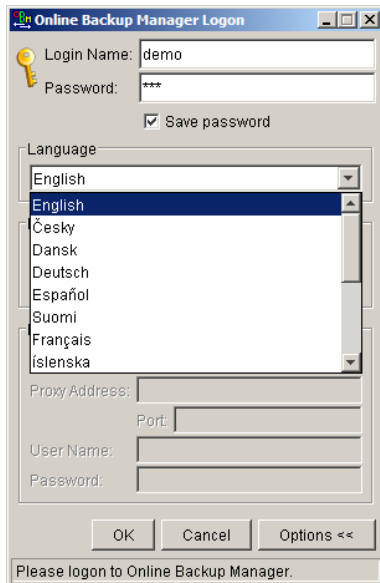 Online Backup Manager Logon
Login Name: demo
Password: ***
Save password
Language
English
English
Česky
Dansk
Deutsch
Español
Suomi
Français
íslenska
Proxy Address:
Port:
User Name:
Password:
OK Cancel Options <<
Please logon to Online Backup Manager.